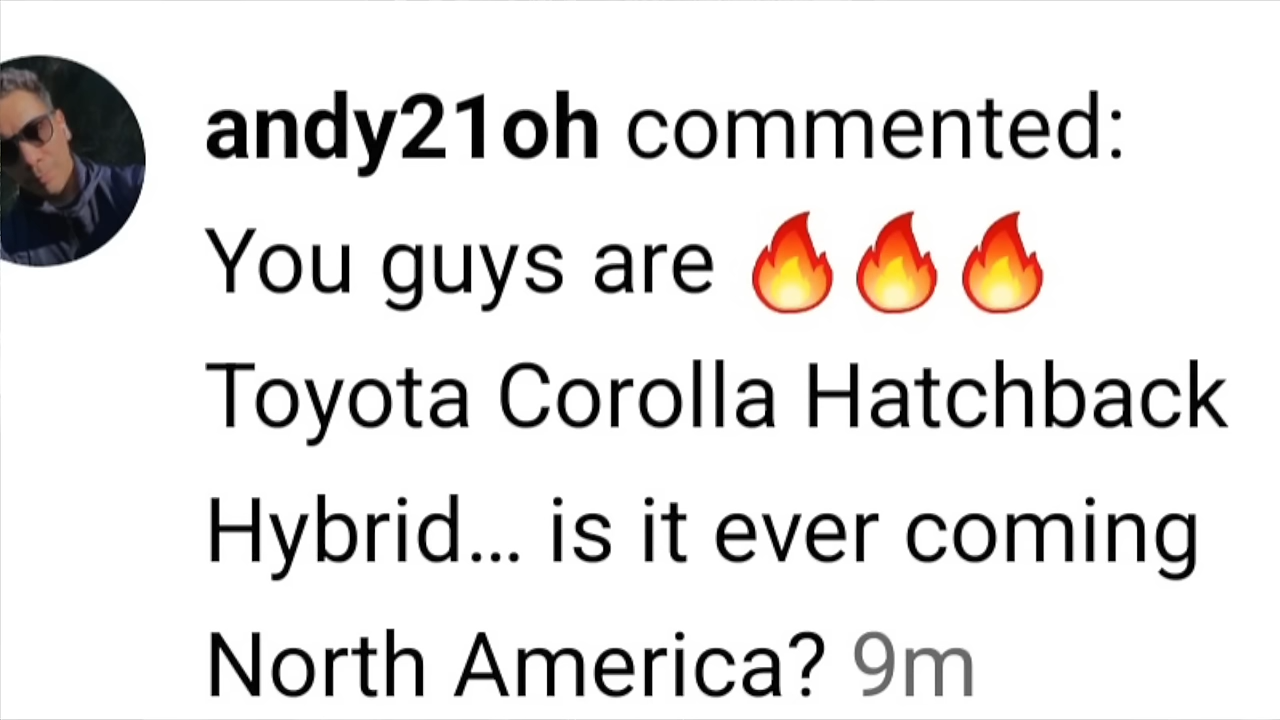 andy21oh commented:
You guys are 🔥🔥🔥
Toyota Corolla Hatchback
Hybrid... is it ever coming
North America? 9m